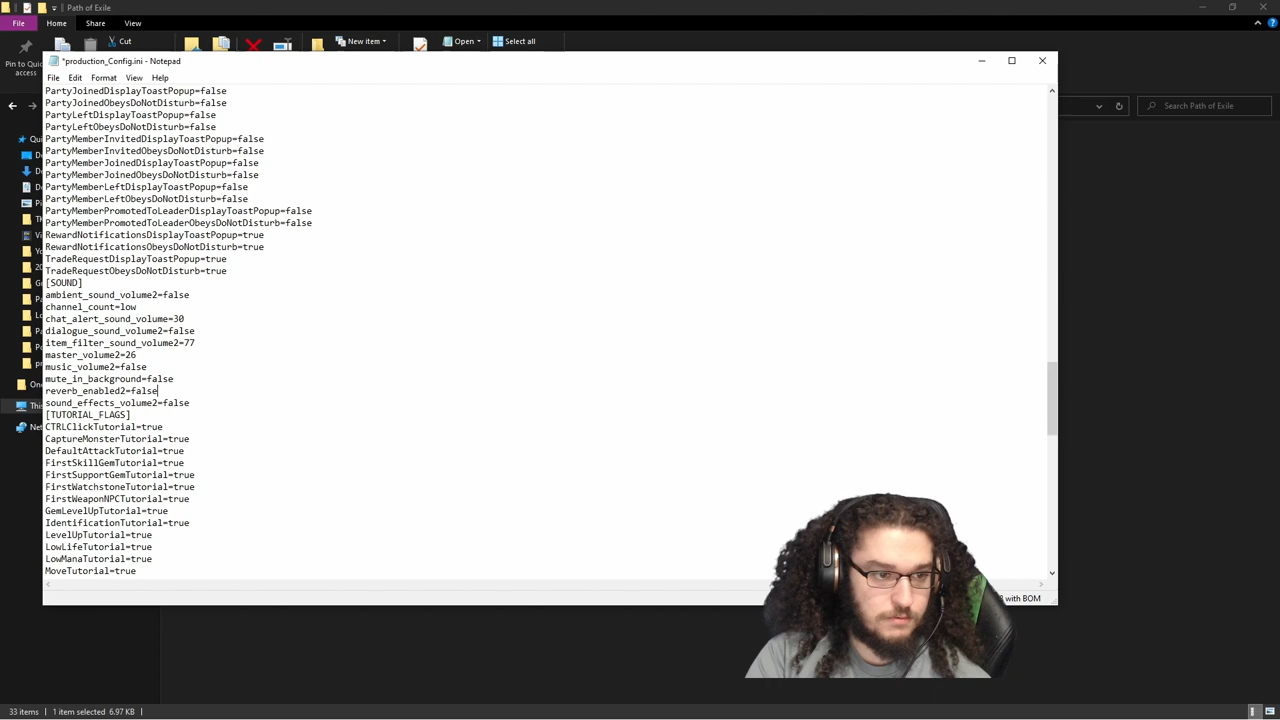 Path of Exile
File
Home
Share
View
Cut
New item
Open
Select all
Pin to Quick
access
*production_Config.ini - Notepad
File Edit Format View Help
Search Path of Exile
PartyJoinedDisplayToastPopup=false
PartyJoinedObeysDoNotDisturb=false
PartyLeftDisplayToastPopup=false
PartyLeftObeysDoNotDisturb=false
PartyMemberInvitedDisplayToastPopup=false
PartyMemberInvitedObeysDoNotDisturb=false
PartyMemberJoinedDisplayToastPopup=false
PartyMemberJoinedObeysDoNotDisturb=false
PartyMemberLeftDisplayToastPopup=false
PartyMemberLeftObeysDoNotDisturb=false
PartyMemberPromotedToLeaderDisplayToastPopup=false
PartyMemberPromotedToLeaderObeysDoNotDisturb=false
RewardNotificationsDisplayToastPopup=true
RewardNotificationsObeysDoNotDisturb=true
TradeRequestDisplayToastPopup=true
TradeRequestObeysDoNotDisturb=true
[SOUND]
ambient_sound_volume2=false
channel_count=low
chat_alert_sound_volume=30
dialogue_sound_volume2=false
item_filter_sound_volume2=77
master_volume2=26
music_volume2=false
mute_in_background=false
reverb_enabled2=false
sound_effects_volume2=false
[TUTORIAL_FLAGS]
CTRLClickTutorial=true
CaptureMonsterTutorial=true
DefaultAttackTutorial=true
FirstSkillGemTutorial=true
FirstSupportGemTutorial=true
FirstWatchstoneTutorial=true
FirstWeaponNPCTutorial=true
GemLevelUpTutorial=true
IdentificationTutorial=true
LevelUpTutorial=true
LowLifeTutorial=true
LowManaTutorial=true
MoveTutorial=true
with BOM
33 items
1 item selected 6.97 KB